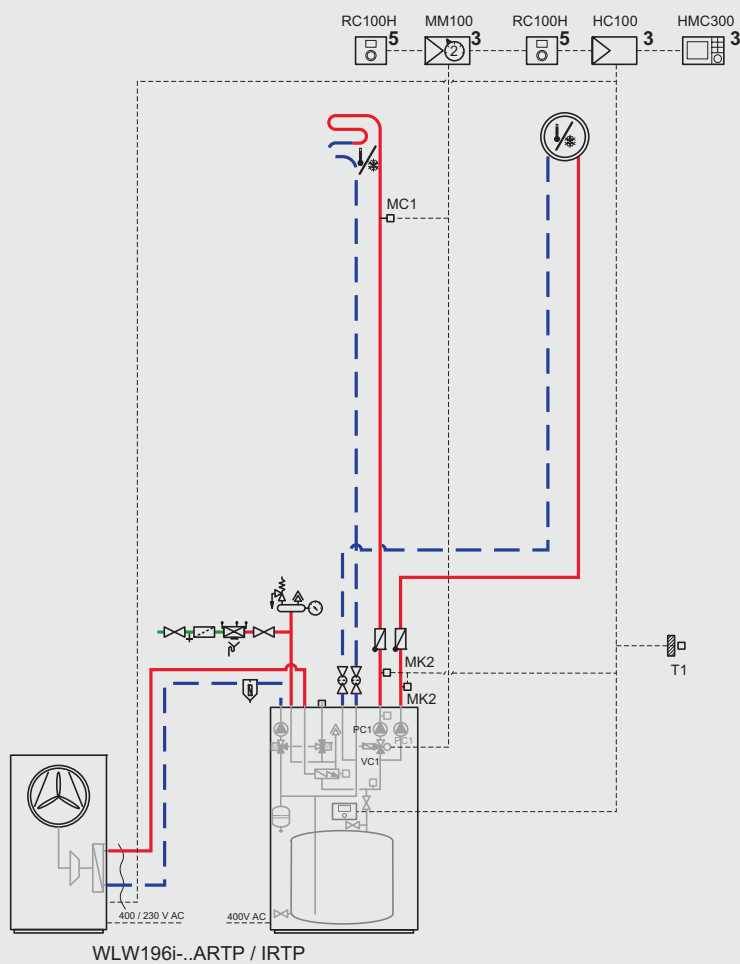 RC100H MM100 RC100H HC100 HMC300
5 2 3 5 3 3
MC1
MK2
T1
MK2
PC1 PC1
VC1
M M
400 / 230 V AC 400V AC
WLW196i-..ARTP / IRTP